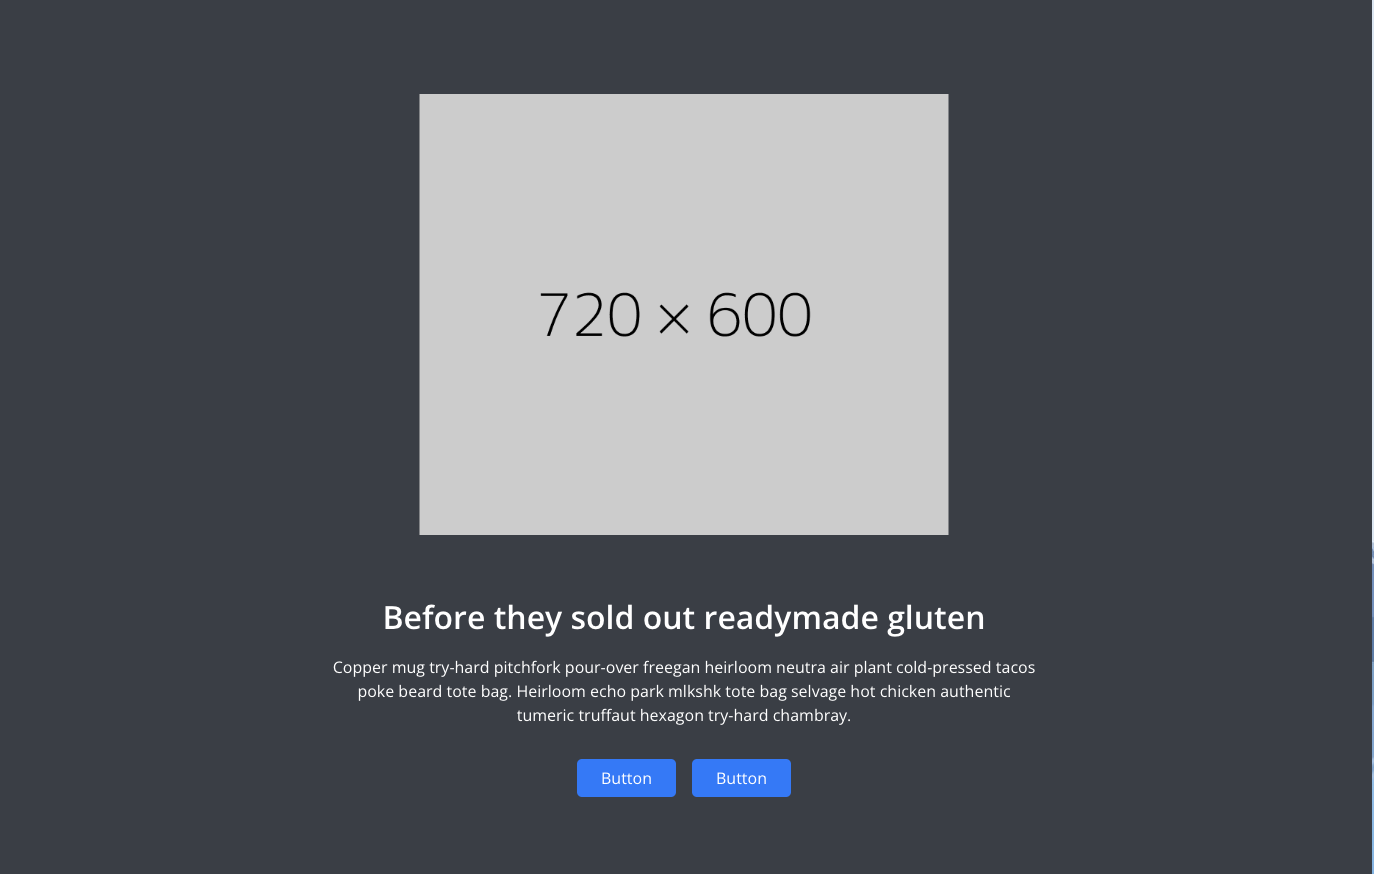 720 × 600
Before they sold out readymade gluten
Copper mug try-hard pitchfork pour-over freegan heirloom neutra air plant cold-pressed tacos
poke beard tote bag. Heirloom echo park mlkshk tote bag selvage hot chicken authentic
tumeric truffaut hexagon try-hard chambray.
Button Button